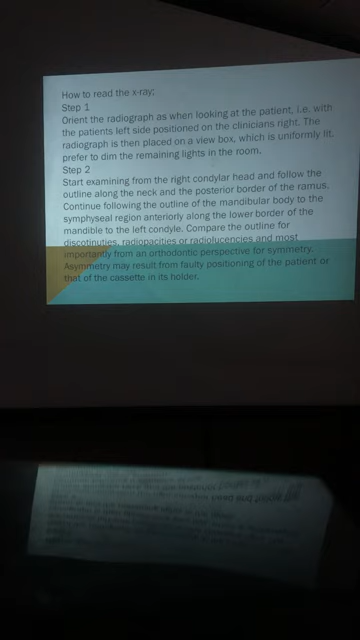 How to read the x-ray:
Step 1
Orient the radiograph as when looking at the patient, i.e. with
the patients left side positioned on the clinicians right. The
radiograph is then placed on a view box, which is uniformly lit,
prefer to dim the remaining lights in the room.
Step 2
Start examining from the right condylar head and follow the
outline along the neck and the posterior border of the ramus.
Continue following the outline of the mandibular body to the
symphyseal region anteriorly along the lower border of the
mandible to the left condyle. Compare the outline for
discotinuties, radiopacities or radiolucencies and most
importantly from an orthodontic perspective for symmetry.
Asymmetry may result from faulty positioning of the patient or
that of the cassette in its holder.